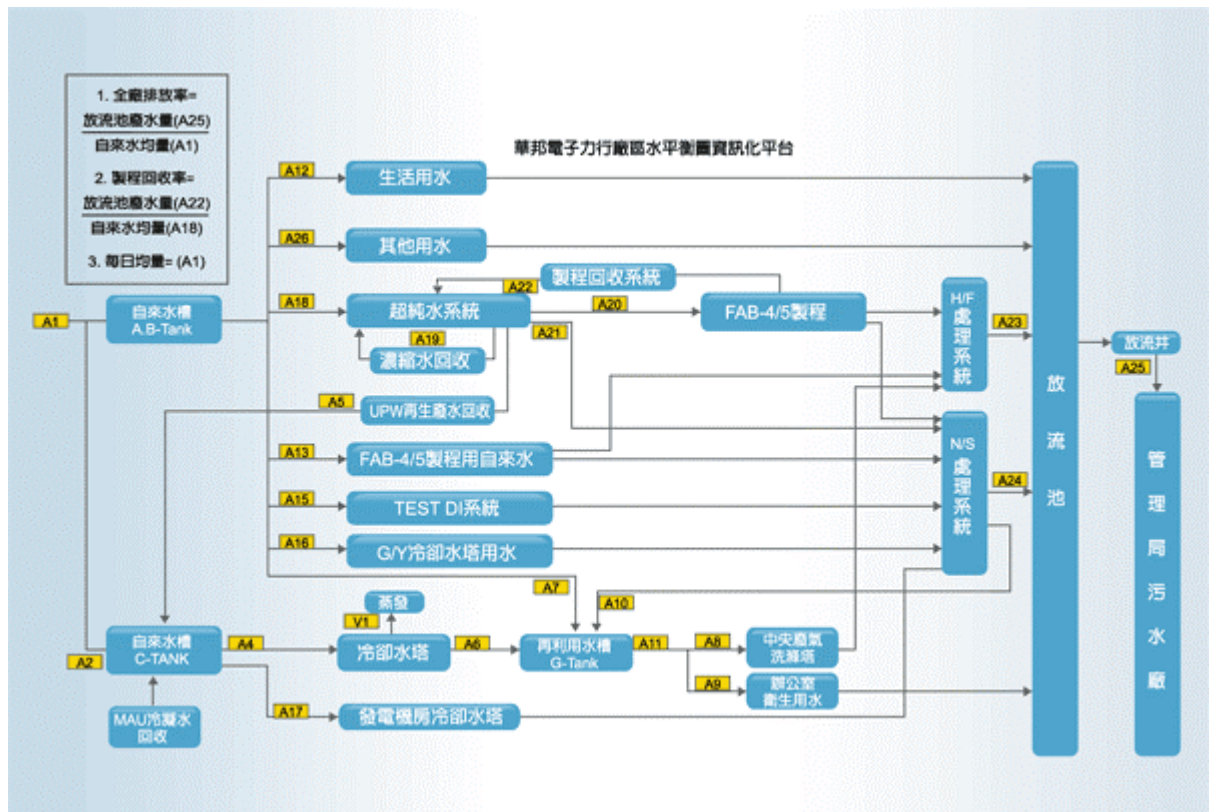 1. 全廠排放率=
放流池廢水量(A25)
自來水均量(A1)
2. 製程回收率=
放流池廢水量(A22)
自來水均量(A18)
3. 每日均量= (A1)
華邦電子力行廠區水平衡圖資訊化平台
A12
生活用水
A26
其他用水
製程回收系統
A22
A1
自來水槽
A.B-Tank
A18
超純水系統
A20
FAB-4/5製程
H/F
處理系統
A23
A19
A21
濃縮水回收
放流池
放流井
A25
A5
UPW再生廢水回收
A13
FAB-4/5製程用自來水
N/S
處理系統
A24
A15
TEST DI系統
A16
G/Y冷卻水塔用水
管理局污水廠
A7
A10
蒸發
V1
A2
自來水槽
C-TANK
A4
冷卻水塔
A6
再利用水槽
G-Tank
A11
A8
中央廢氣
洗滌塔
A9
辦公室
衛生用水
MAU冷凝水
回收
A17
發電機房冷卻水塔